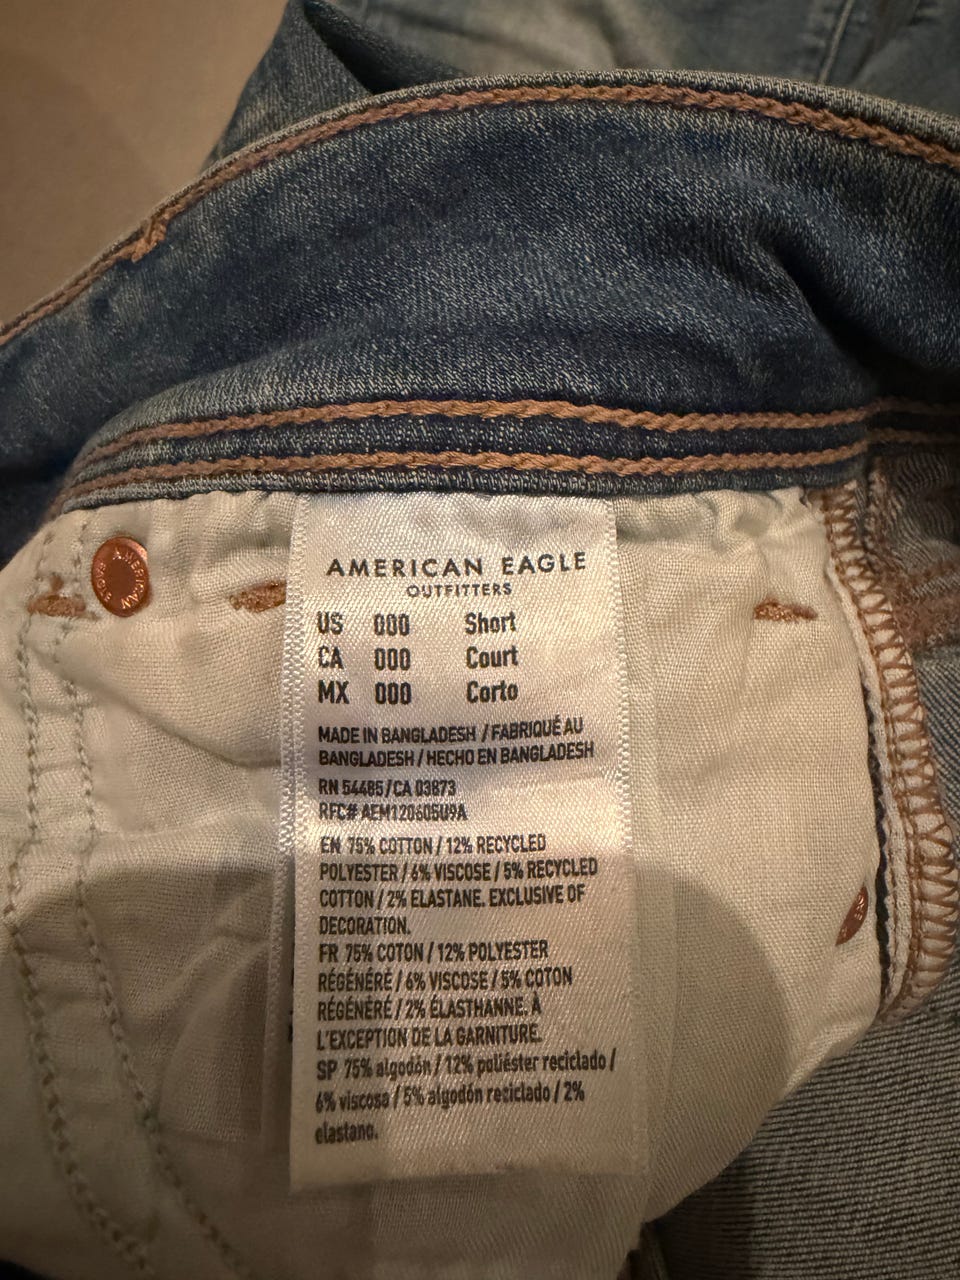 AMERICAN EAGLE
OUTFITTERS
US 000 Short
CA 000 Court
MX 000 Corto
MADE IN BANGLADESH / FABRIQUÉ AU
BANGLADESH / HECHO EN BANGLADESH
RN 54485/CA 03873
RFC# AEM120605U9A
EN 75% COTTON / 12% RECYCLED
POLYESTER / 6% VISCOSE / 5% RECYCLED
COTTON / 2% ELASTANE. EXCLUSIVE OF
DECORATION.
FR 75% COTON / 12% POLYESTER
RÉGÉNÉRÉ / 6% VISCOSE / 5% COTON
RÉGÉNÉRÉ / 2% ÉLASTHANNE. À
L'EXCEPTION DE LA GARNITURE.
SP 75% algodón / 12% poliéster reciclado /
6% viscosa / 5% algodón reciclado / 2%
elastano.
AMERICAN EAGLE